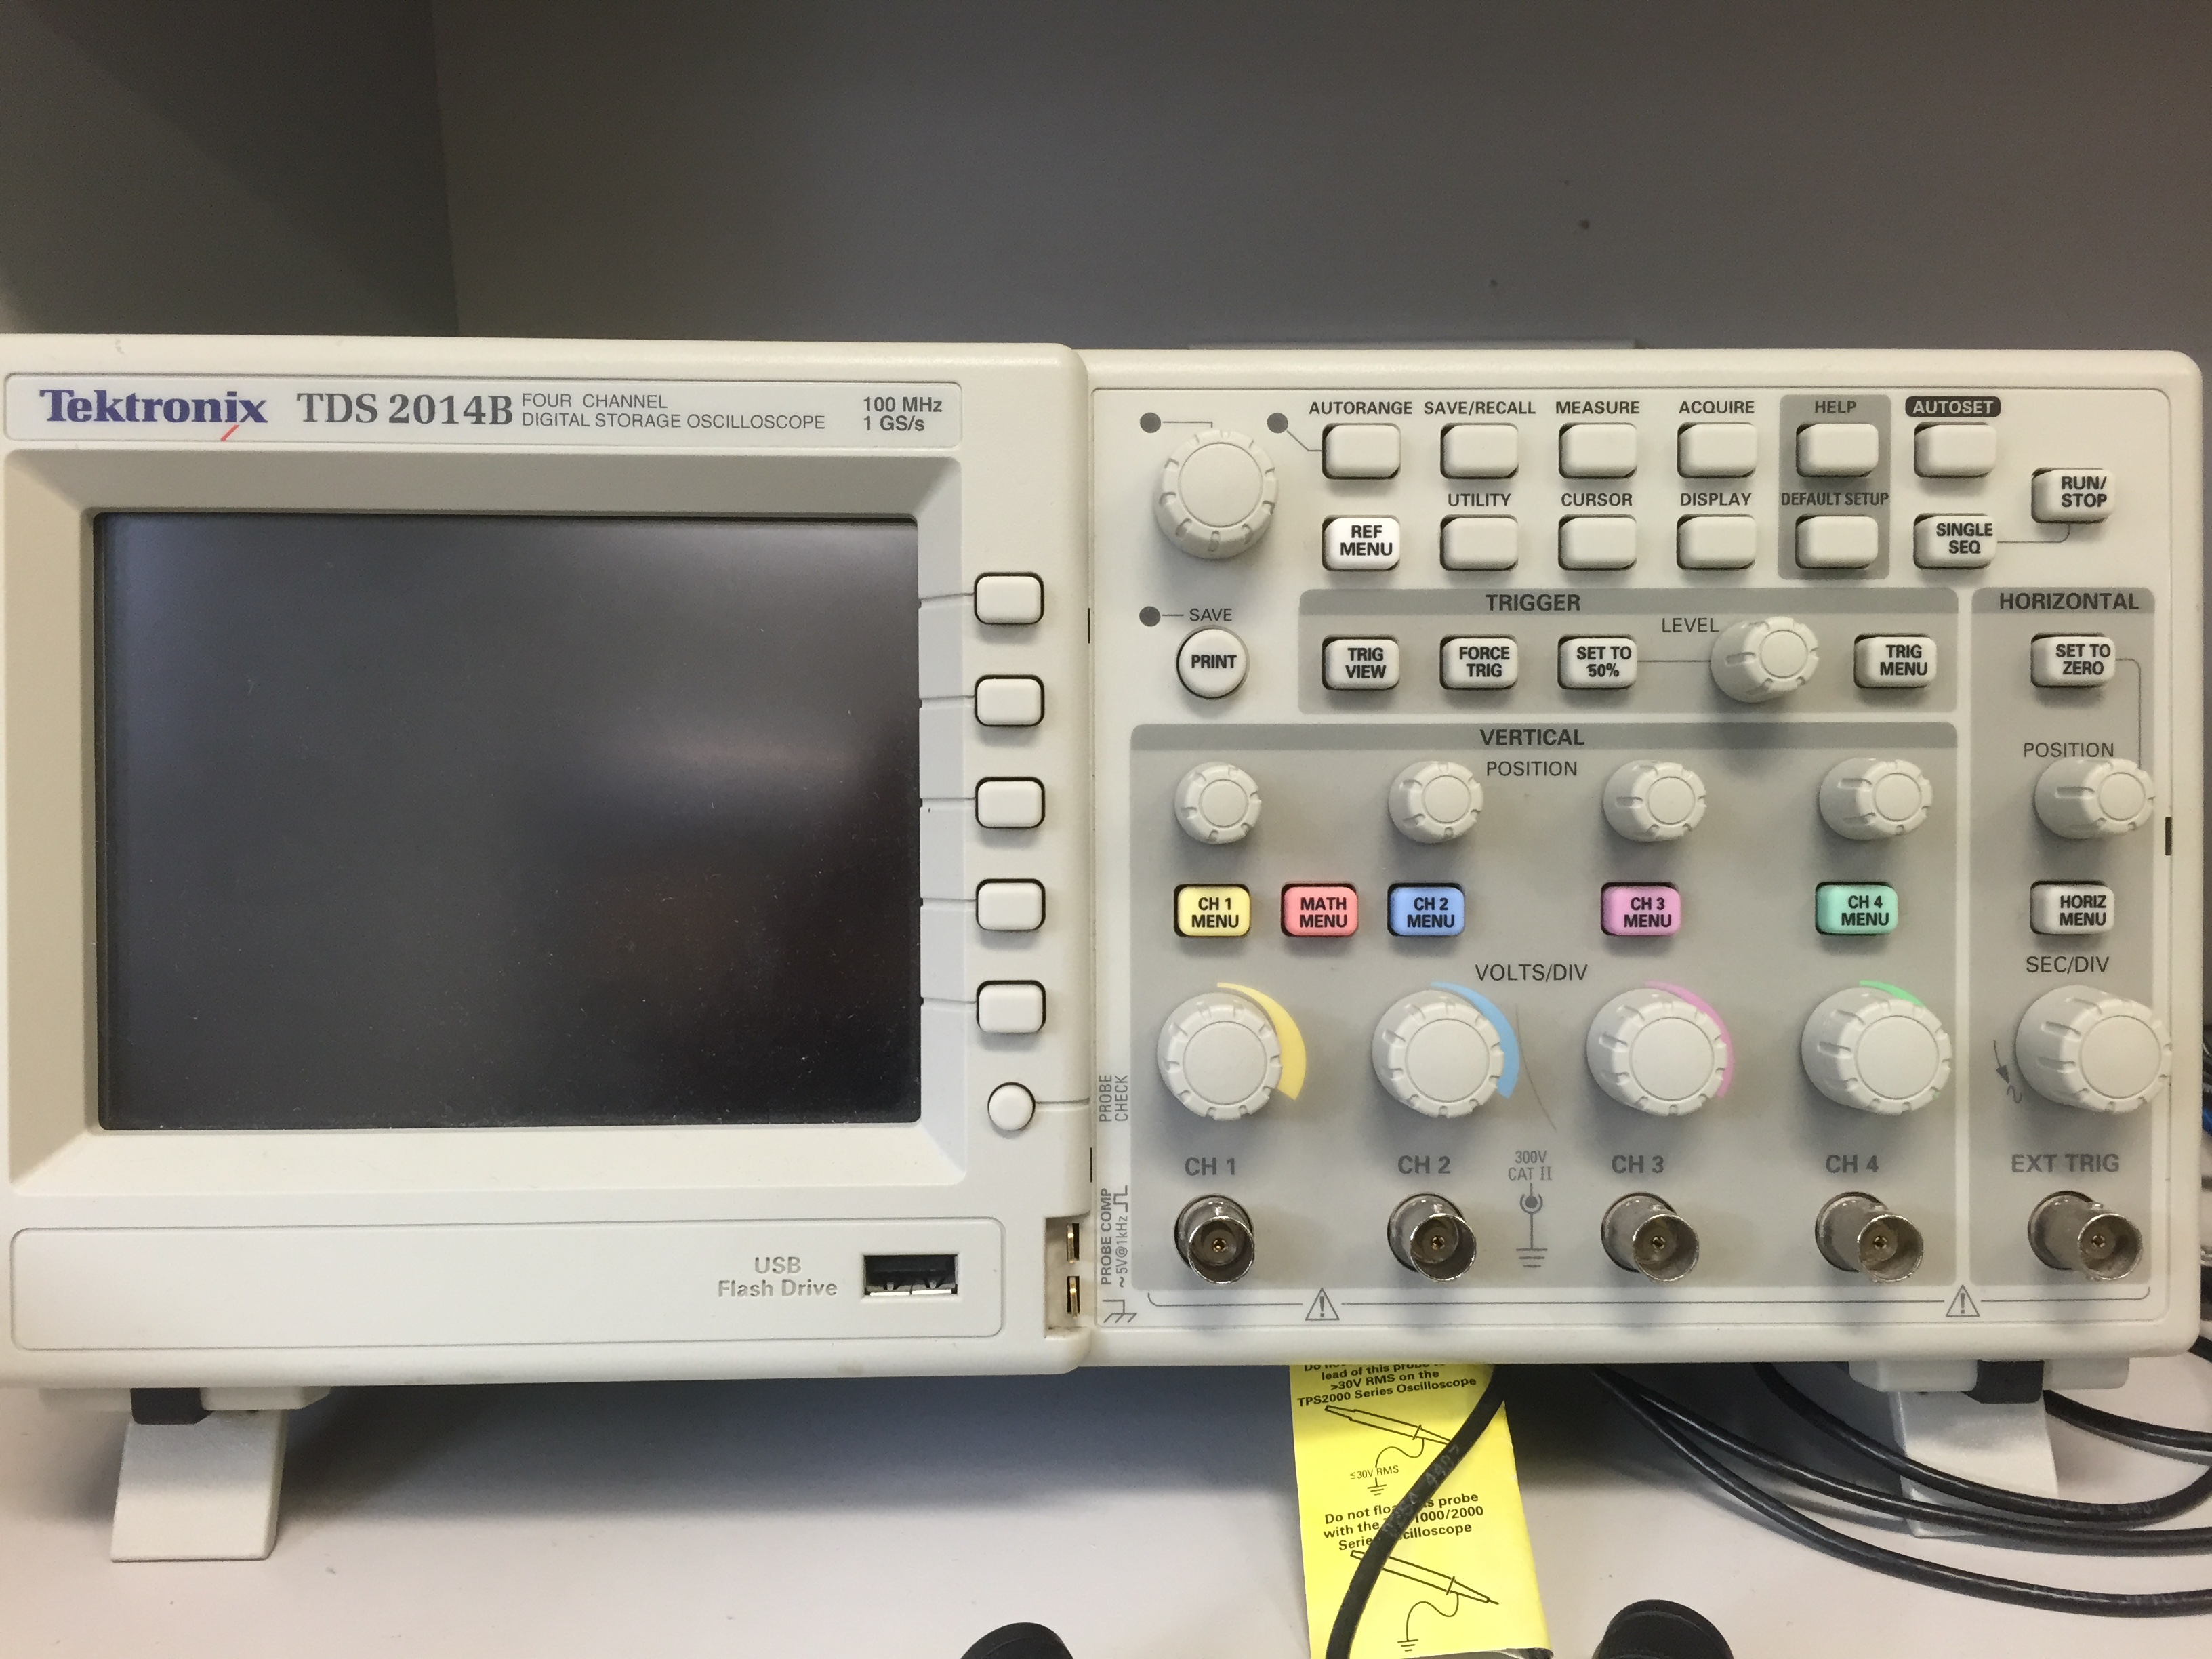 Tektronix TDS 2014B FOUR CHANNEL
DIGITAL STORAGE OSCILLOSCOPE
100 MHz
1 GS/s
AUTORANGE SAVE/RECALL MEASURE ACQUIRE HELP AUTOSET
RUN/
STOP
UTILITY CURSOR DISPLAY DEFAULT SETUP
REF
MENU
SINGLE
SEQ
SAVE
PRINT
TRIGGER
LEVEL
TRIG
VIEW
FORCE
TRIG
SET TO
50%
TRIG
MENU
HORIZONTAL
SET TO
ZERO
POSITION
HORIZ
MENU
SEC/DIV
VERTICAL
POSITION
CH 1
MENU
MATH
MENU
CH 2
MENU
CH 3
MENU
CH 4
MENU
VOLTS/DIV
PROBE
CHECK
CH 1 CH 2 CH 3 CH 4 EXT TRIG
300V
CAT II
PROBE COMP
~5V@1kHz
USB
Flash Drive
lead of this probe
>30V RMS on the
TPS2000 Series Oscilloscope
≤30V RMS
Do not probe
with the 1000/2000